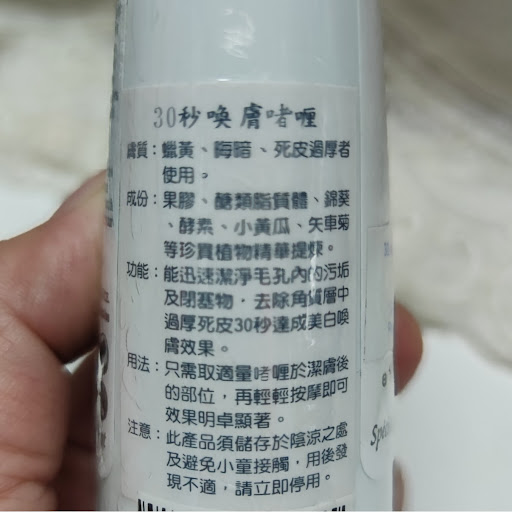 30秒喚膚啫喱
膚質：蠟黃、晦暗、死皮過厚者
使用。
成份：果膠、醣類脂質體、錦葵
、酵素、小黃瓜、矢車菊
等珍貴植物精華提煉。
功能：能迅速潔淨毛孔內的污垢
及閉基物，去除角質層中
過厚死皮30秒達成美白喚
膚效果。
用法：只需取適量啫喱於潔膚後
的部位，再輕輕按摩即可
效果明卓顯著。
注意：此產品須儲存於陰涼之處
及避免小童接觸，用後發
現不適，請立即停用。